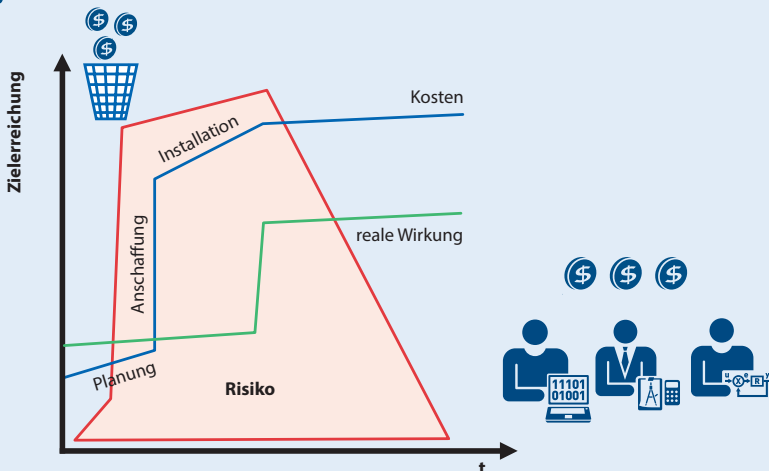 $ $
$
Zielerreichung
Kosten
Installation
Anschaffung
reale Wirkung
Planung
Risiko
t
$ $ $
11101
01001
u e R y